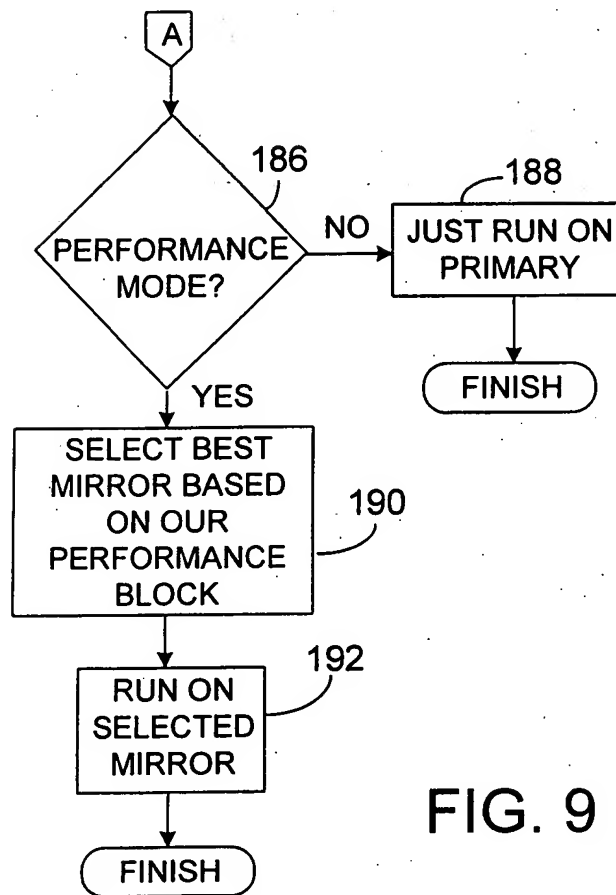 A
186
PERFORMANCE
MODE?
NO
188
JUST RUN ON
PRIMARY
FINISH
YES
SELECT BEST
MIRROR BASED
ON OUR
PERFORMANCE
BLOCK
190
RUN ON
SELECTED
MIRROR
192
FINISH
FIG. 9